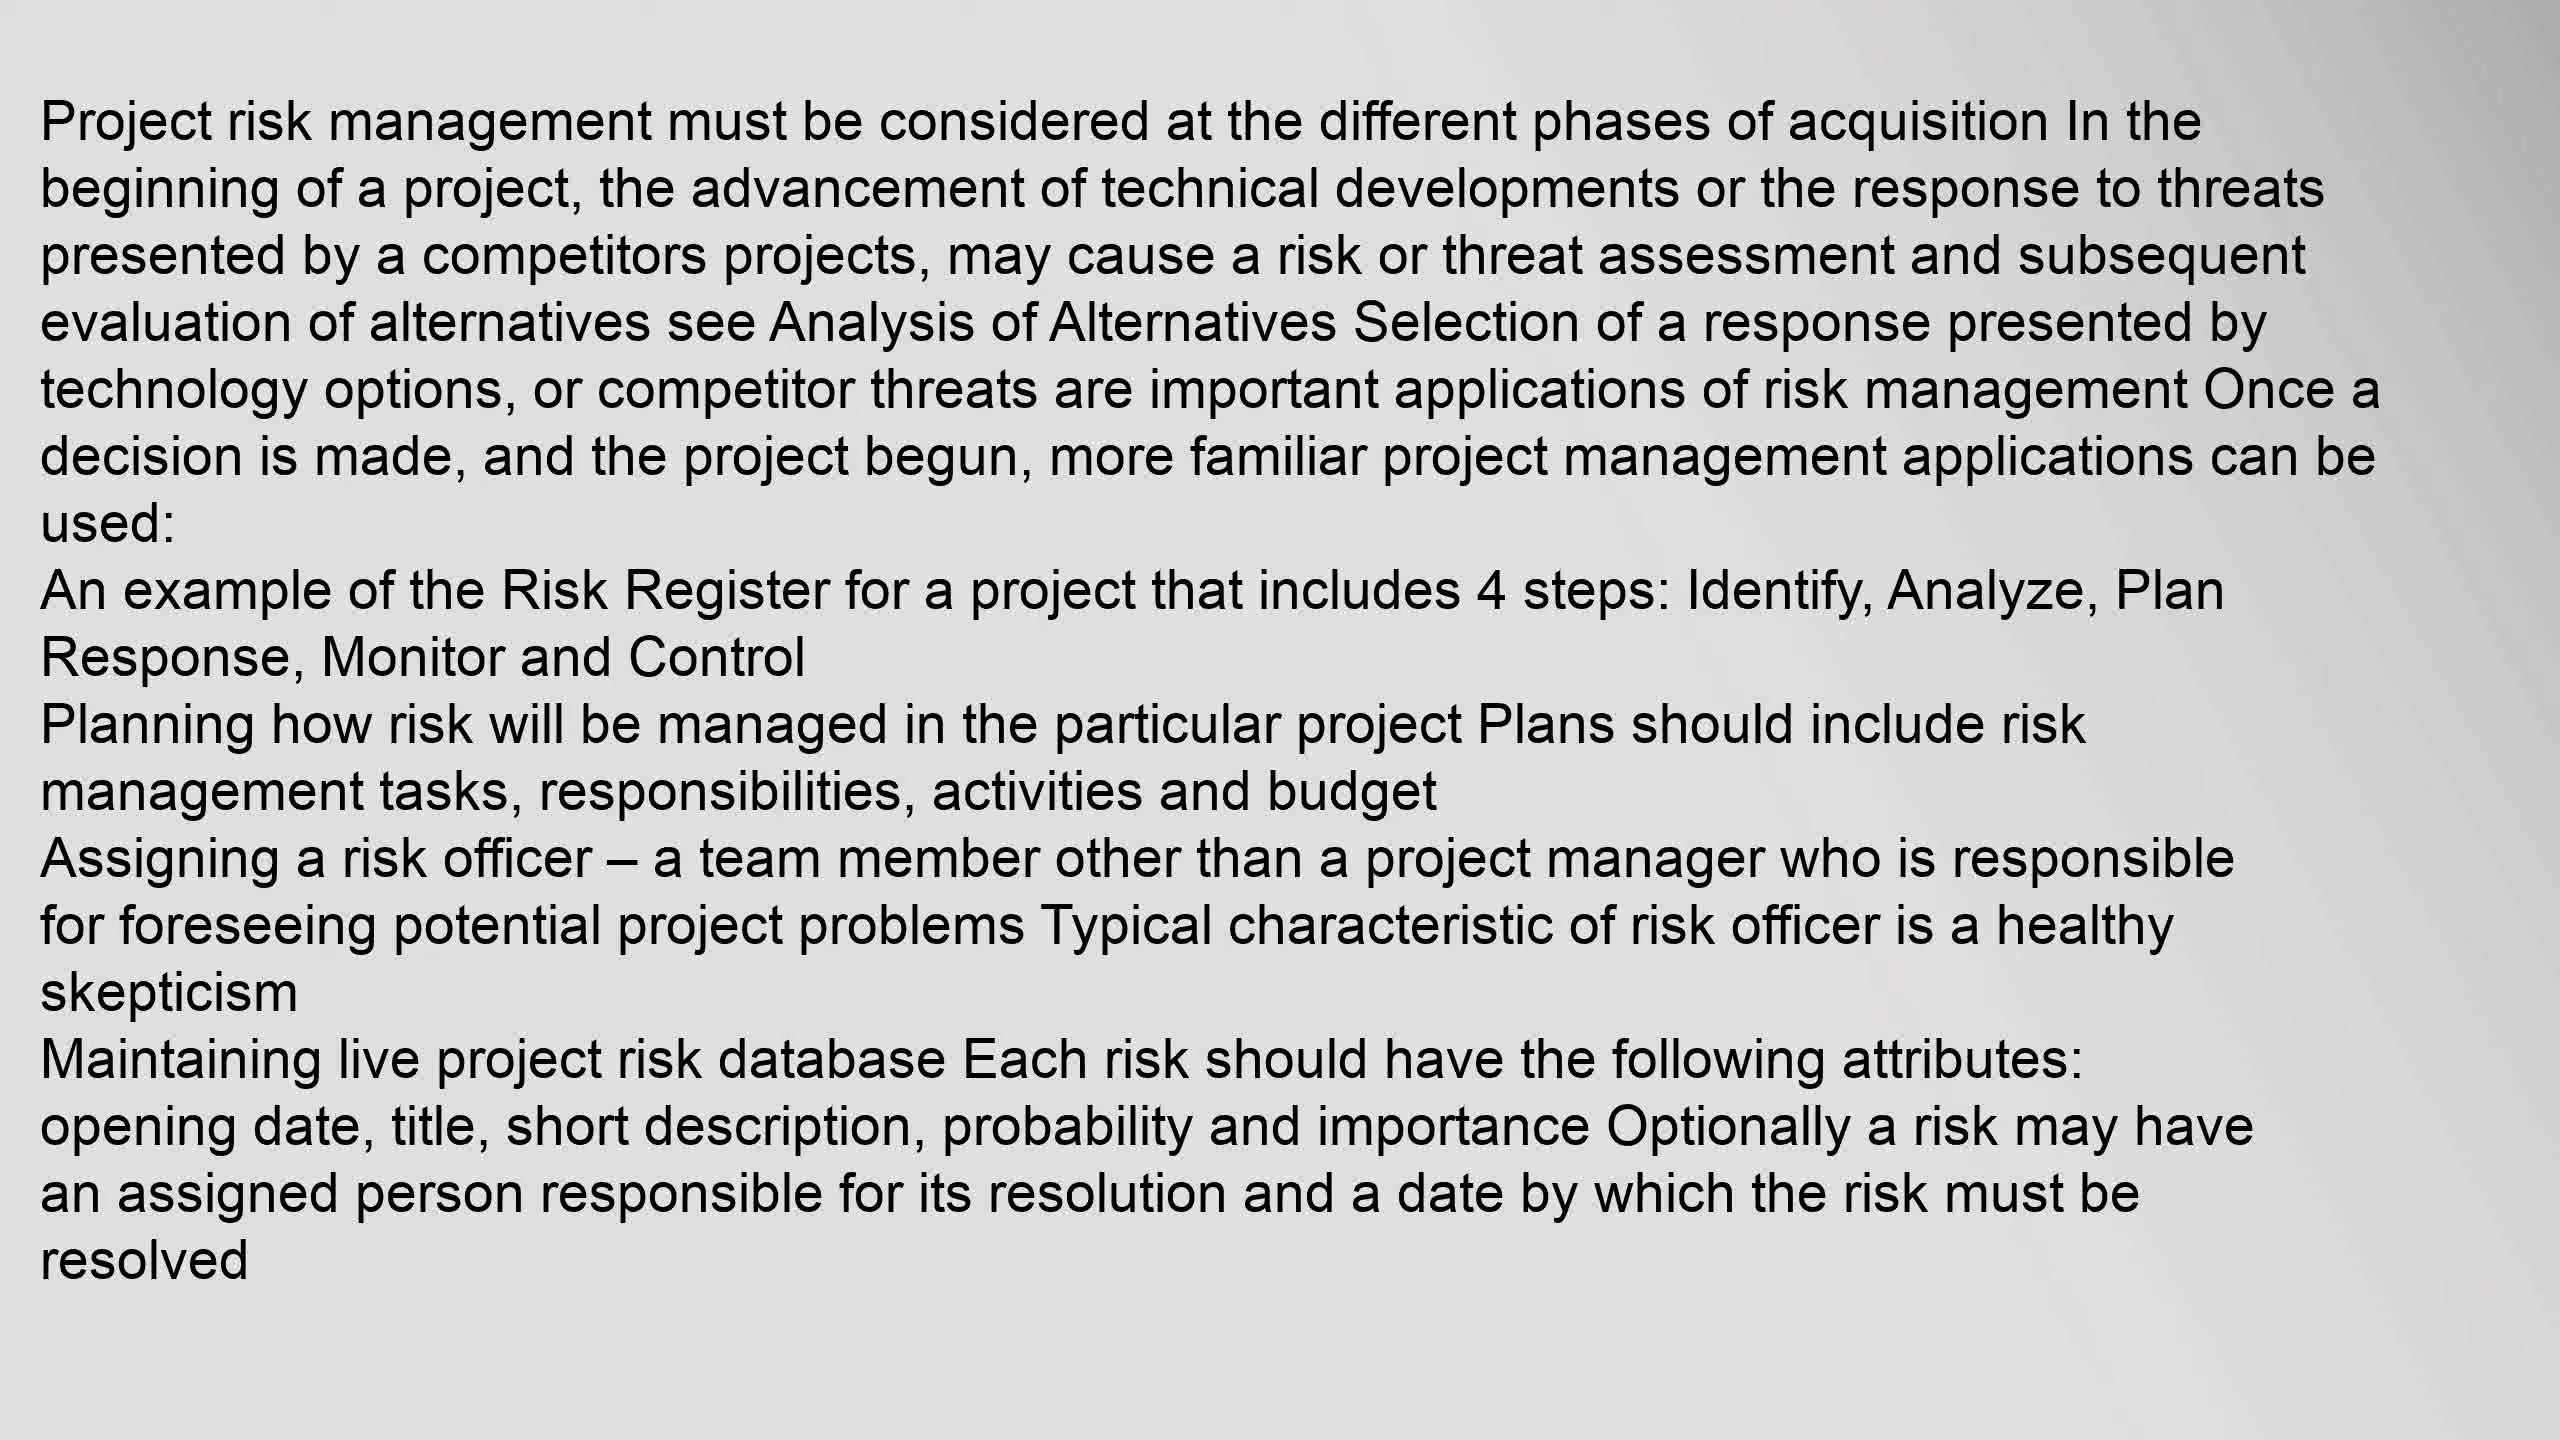 Project risk management must be considered at the different phases of acquisition In the
beginning of a project, the advancement of technical developments or the response to threats
presented by a competitors projects, may cause a risk or threat assessment and subsequent
evaluation of alternatives see Analysis of Alternatives Selection of a response presented by
technology options, or competitor threats are important applications of risk management Once a
decision is made, and the project begun, more familiar project management applications can be
used:
An example of the Risk Register for a project that includes 4 steps: Identify, Analyze, Plan
Response, Monitor and Control
Planning how risk will be managed in the particular project Plans should include risk
management tasks, responsibilities, activities and budget
Assigning a risk officer – a team member other than a project manager who is responsible
for foreseeing potential project problems Typical characteristic of risk officer is a healthy
skepticism
Maintaining live project risk database Each risk should have the following attributes:
opening date, title, short description, probability and importance Optionally a risk may have
an assigned person responsible for its resolution and a date by which the risk must be
resolved